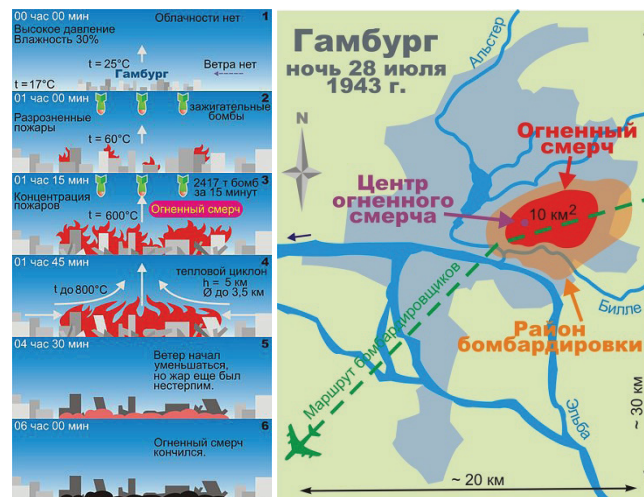 00 час 00 мин
Облачности нет
1
Высокое давление
Влажность 30%
t = 25°C
Гамбург
Ветра нет
t = 17°C
01 час 00 мин
2
Разрозненные
пожары
зажигательные
бомбы
t = 60°C
01 час 15 мин
2417 т бомб
за 15 минут
3
Концентрация
пожаров
Огненный смерч
t = 600°C
01 час 45 мин
4
t до 800°C
тепловой циклон
h = 5 км
Ø до 3,5 км
04 час 30 мин
5
Ветер начал
уменьшаться,
но жар еще был
нестерпим.
06 час 00 мин
6
Огненный смерч
кончился.
Гамбург
ночь 28 июля
1943 г.
Альстер
N
Огненный
смерч
Центр
огненного
смерча
10 км²
Билле
Район
бомбардировки
Маршрут бомбардировщиков
Эльба
~ 30 км
~ 20 км